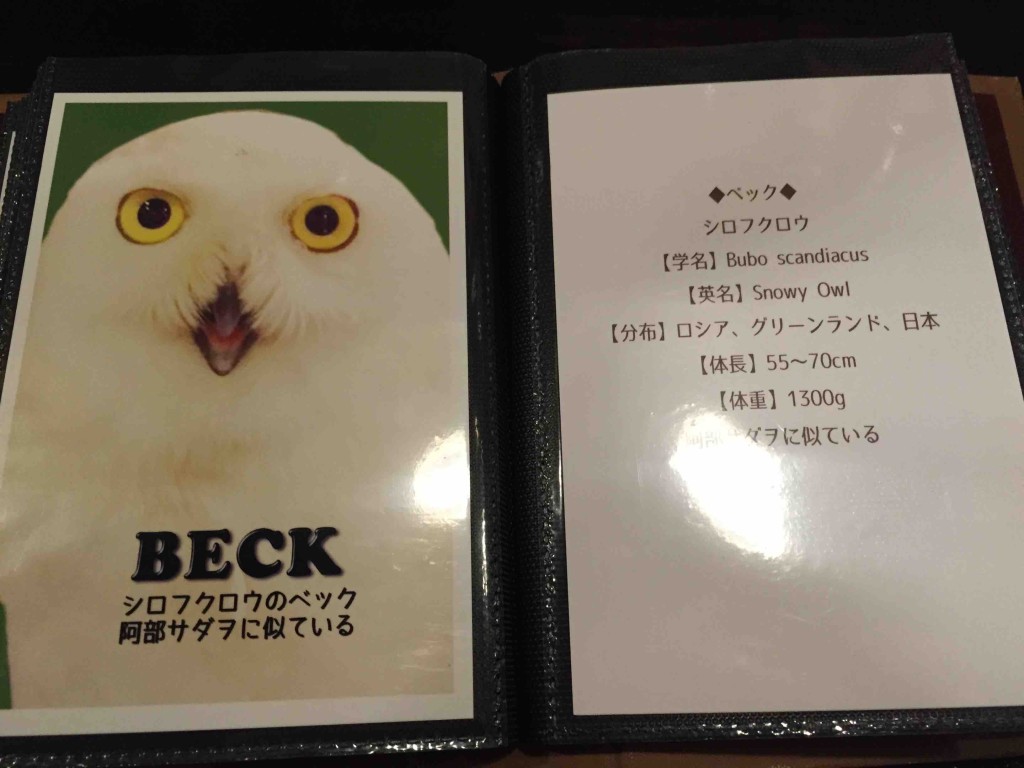 BECK
シロフクロウのベック
阿部サダヲに似ている
◆ベック◆
シロフクロウ
【学名】Bubo scandiacus
【英名】Snowy Owl
【分布】ロシア、グリーンランド、日本
【体長】55〜70cm
【体重】1300g
阿部サダヲに似ている